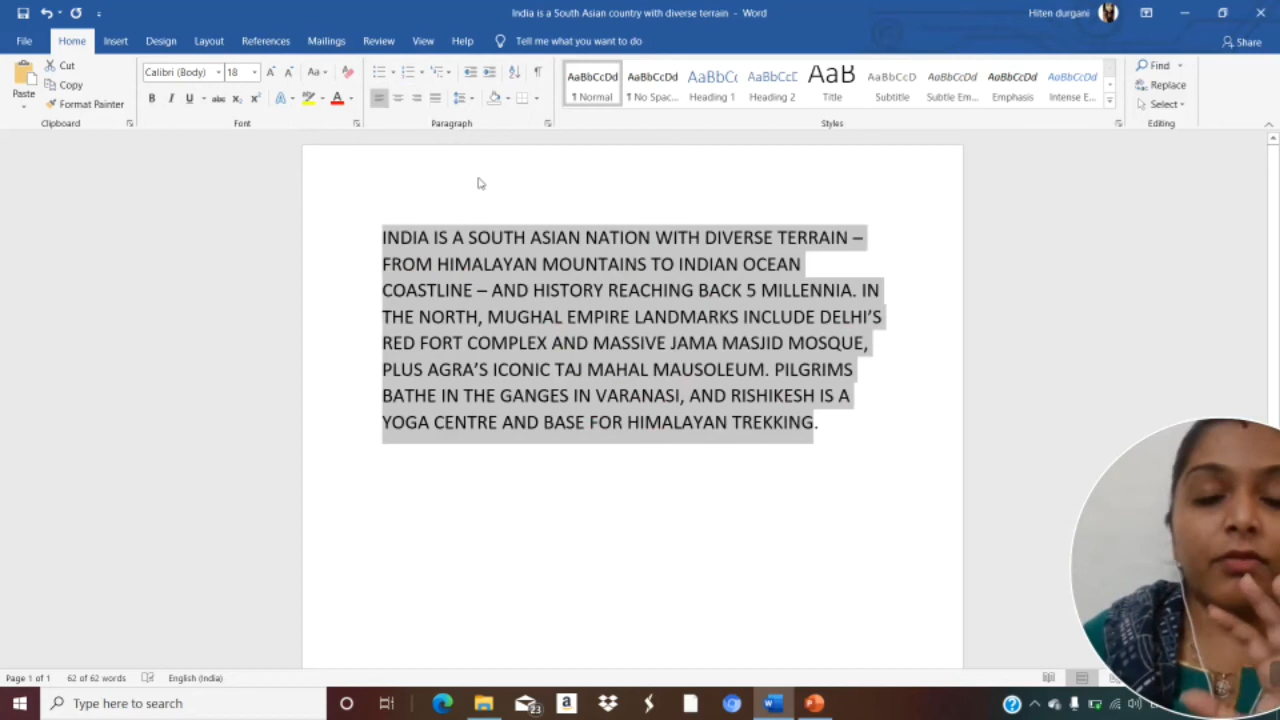 India is a South Asian country with diverse terrain - Word
Hiten durgani
File Home Insert Design Layout References Mailings Review View Help Tell me what you want to do
Share
Paste
Cut
Copy
Format Painter
Clipboard
Calibri (Body) 18
Font
Paragraph
AaBbCcDd AaBbCcDd AaBbCc AaBbCcD AaB AaBbCcDd AaBbCcDd AaBbCcDd AaBbCcDd
¶ Normal ¶ No Spac... Heading 1 Heading 2 Title Subtitle Subtle Em... Emphasis Intense E...
Styles
Find
Replace
Select
Editing
INDIA IS A SOUTH ASIAN NATION WITH DIVERSE TERRAIN –
FROM HIMALAYAN MOUNTAINS TO INDIAN OCEAN
COASTLINE – AND HISTORY REACHING BACK 5 MILLENNIA. IN
THE NORTH, MUGHAL EMPIRE LANDMARKS INCLUDE DELHI’S
RED FORT COMPLEX AND MASSIVE JAMA MASJID MOSQUE,
PLUS AGRA’S ICONIC TAJ MAHAL MAUSOLEUM. PILGRIMS
BATHE IN THE GANGES IN VARANASI, AND RISHIKESH IS A
YOGA CENTRE AND BASE FOR HIMALAYAN TREKKING.
Page 1 of 1 62 of 62 words English (India)
Type here to search
23